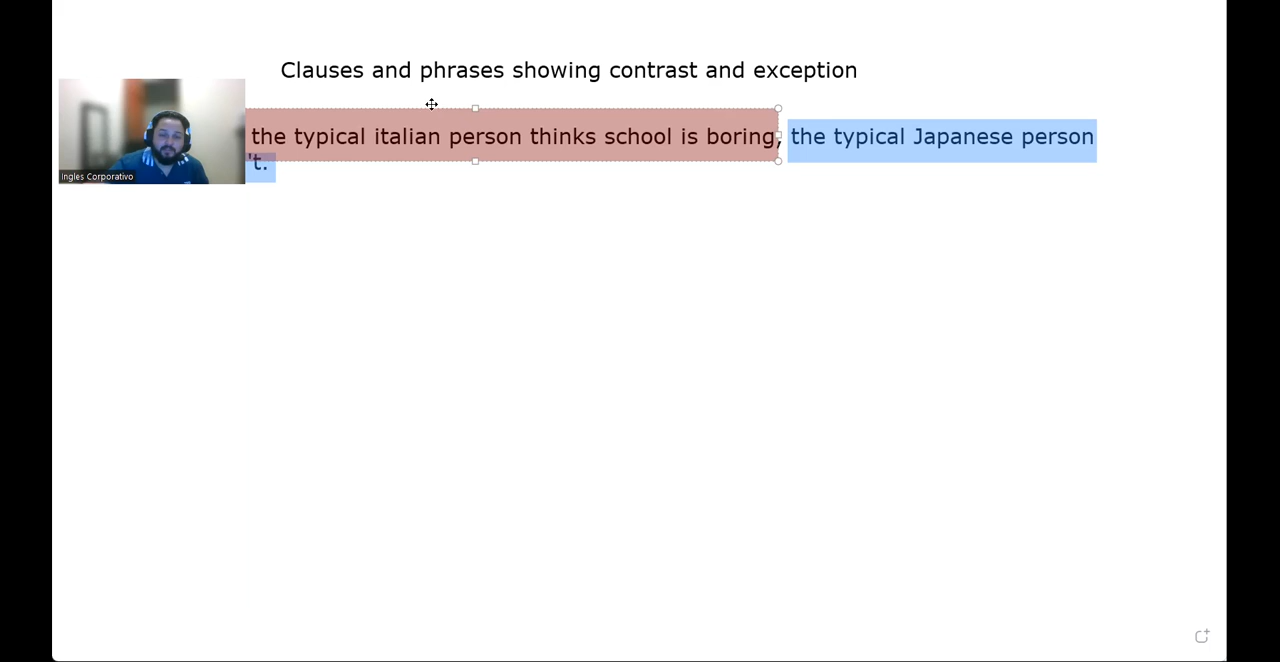 Clauses and phrases showing contrast and exception
the typical italian person thinks school is boring, the typical Japanese person
't.
Ingles Corporativo